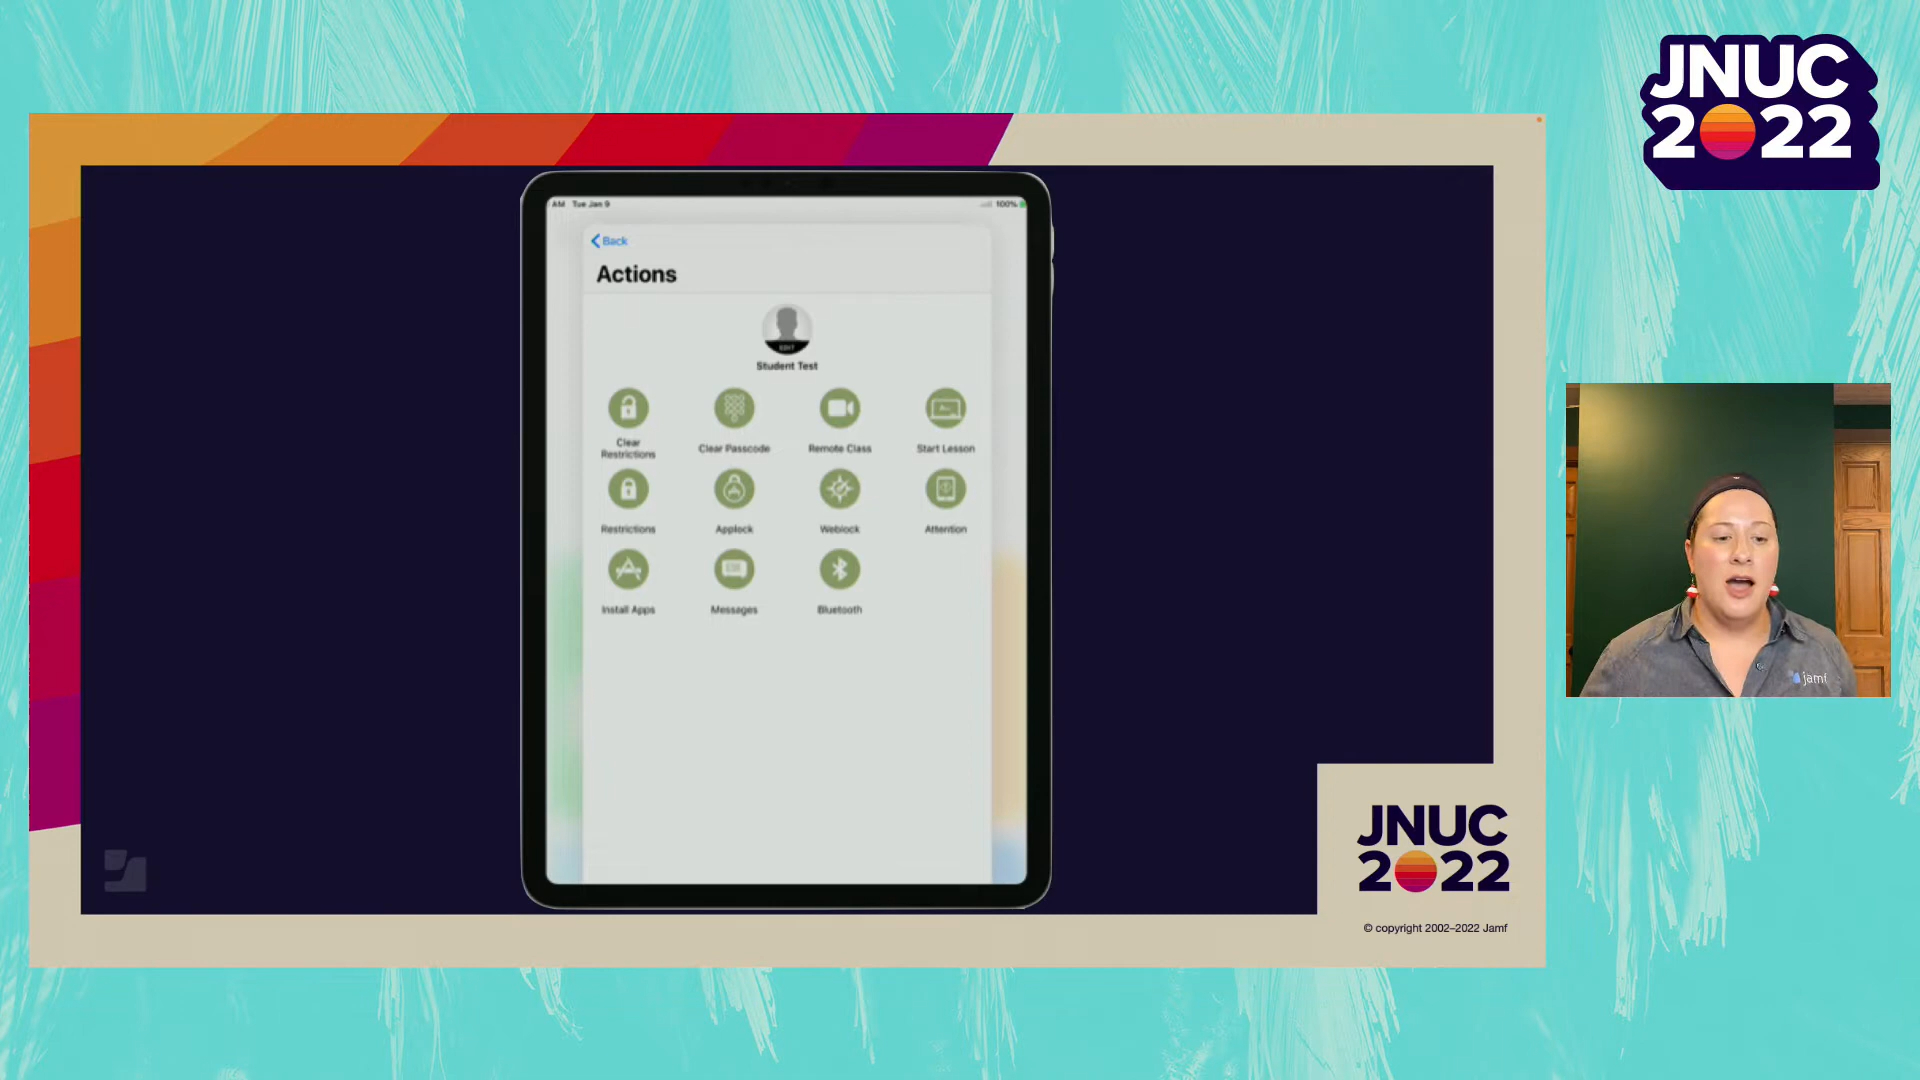 JNUC
2022
AM Tue Jan 9
100%
Back
Actions
EDIT
Student Test
Clear
Restrictions
Clear Passcode
Remote Class
Start Lesson
Restrictions
Applock
Weblock
Attention
Install Apps
Messages
Bluetooth
jamf
JNUC
2022
© copyright 2002–2022 Jamf